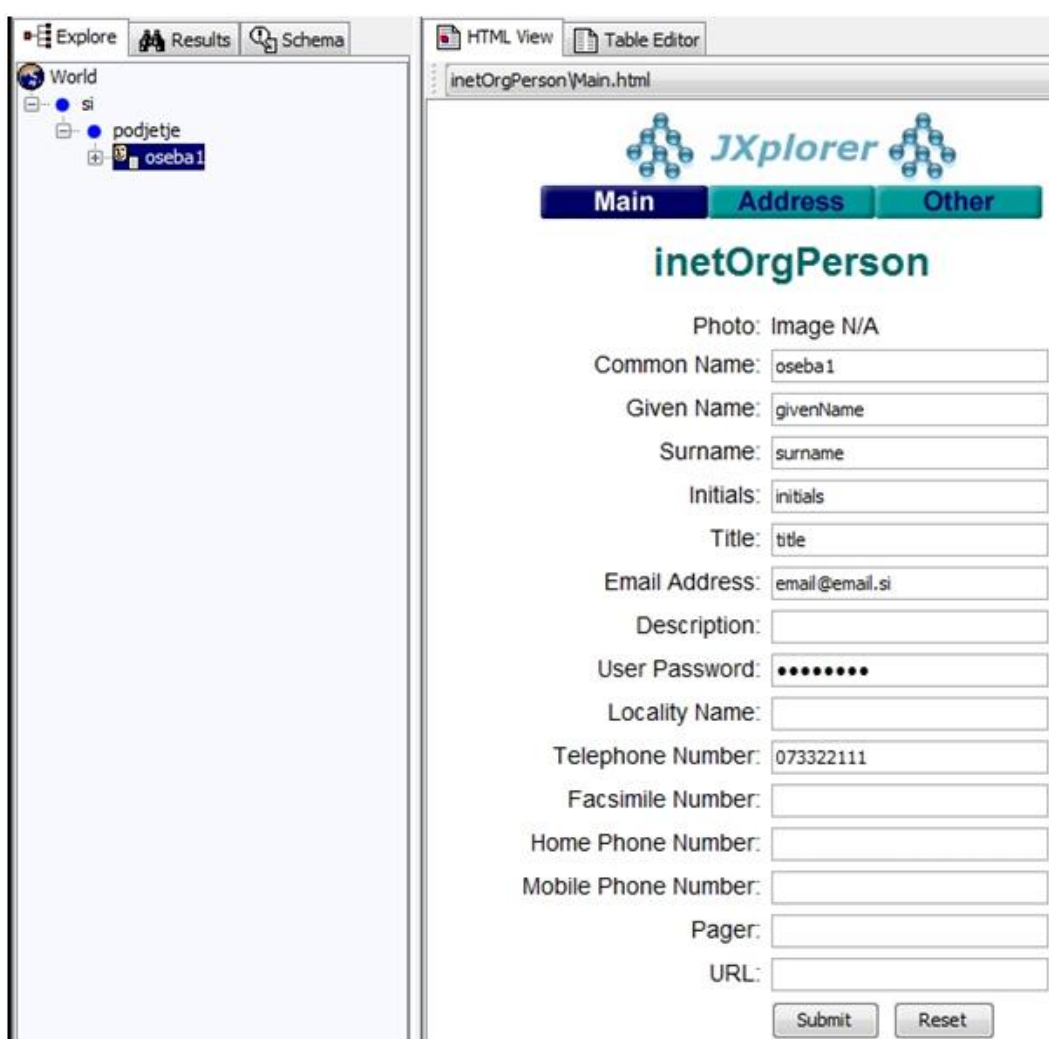 Explore Results Schema
World
si
podjetje
oseba1
HTML View Table Editor
inetOrgPerson\Main.html
JXplorer
Main Address Other
inetOrgPerson
Photo: Image N/A
Common Name: oseba1
Given Name: givenName
Surname: surname
Initials: initials
Title: title
Email Address: email@email.si
Description:
User Password: ••••••••
Locality Name:
Telephone Number: 073322111
Facsimile Number:
Home Phone Number:
Mobile Phone Number:
Pager:
URL:
Submit Reset